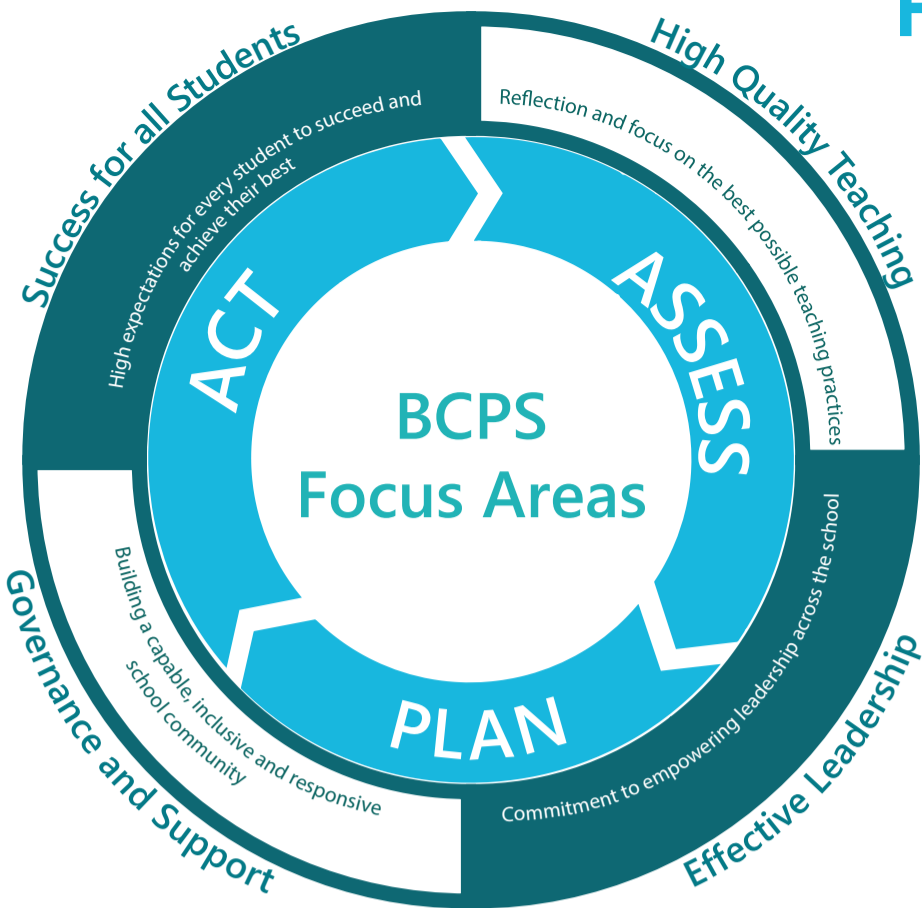 Success for all Students
High expectations for every student to succeed and
achieve their best
High Quality Teaching
Reflection and focus on the best possible teaching practices
ACT
ASSESS
PLAN
BCPS
Focus Areas
Governance and Support
Building a capable, inclusive and responsive
school community
Effective Leadership
Commitment to empowering leadership across the school